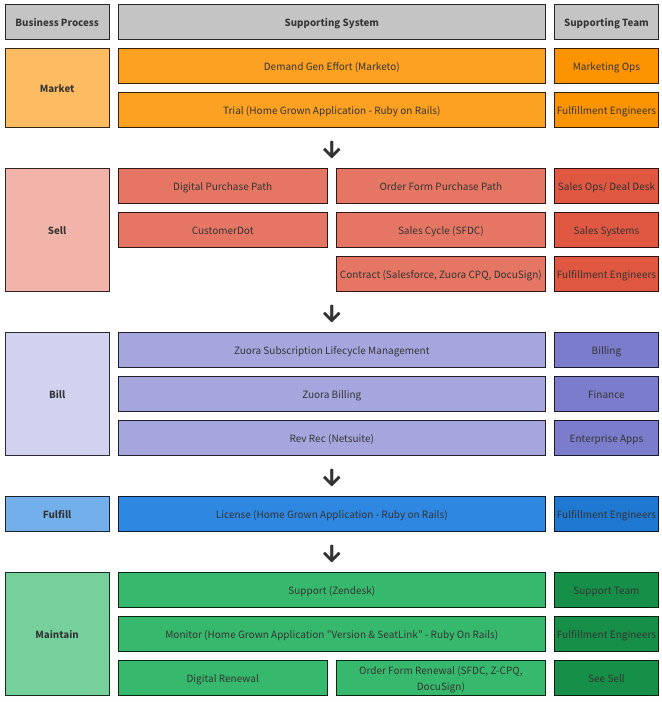 Business Process
Supporting System
Supporting Team
Market
Demand Gen Effort (Marketo)
Marketing Ops
Trial (Home Grown Application - Ruby on Rails)
Fulfillment Engineers
Sell
Digital Purchase Path
Order Form Purchase Path
Sales Ops/ Deal Desk
CustomerDot
Sales Cycle (SFDC)
Sales Systems
Contract (Salesforce, Zuora CPQ, DocuSign)
Fulfillment Engineers
Bill
Zuora Subscription Lifecycle Management
Billing
Zuora Billing
Finance
Rev Rec (Netsuite)
Enterprise Apps
Fulfill
License (Home Grown Application - Ruby on Rails)
Fulfillment Engineers
Maintain
Support (Zendesk)
Support Team
Monitor (Home Grown Application "Version & SeatLink" - Ruby On Rails)
Fulfillment Engineers
Digital Renewal
Order Form Renewal (SFDC, Z-CPQ,
DocuSign)
See Sell